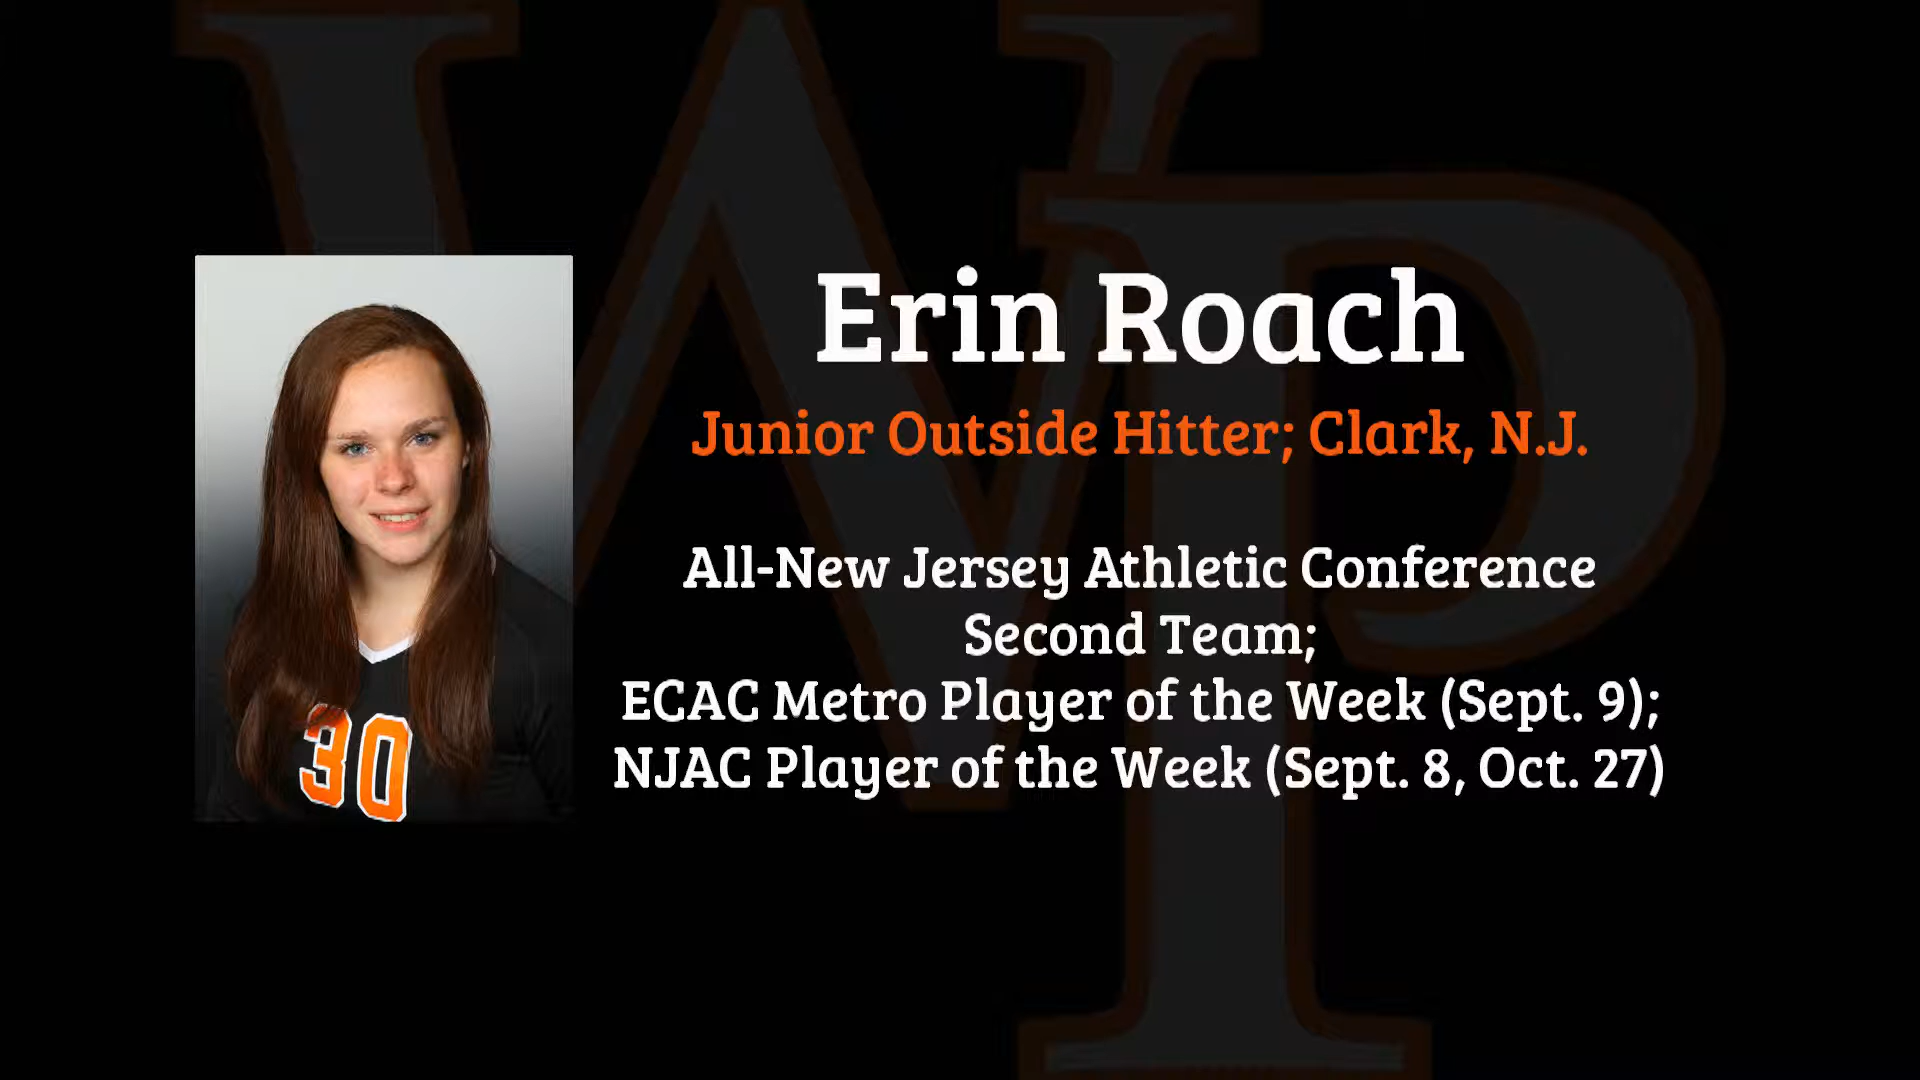 Erin Roach
Junior Outside Hitter; Clark, N.J.
All-New Jersey Athletic Conference
Second Team;
ECAC Metro Player of the Week (Sept. 9);
NJAC Player of the Week (Sept. 8, Oct. 27)
30
WP